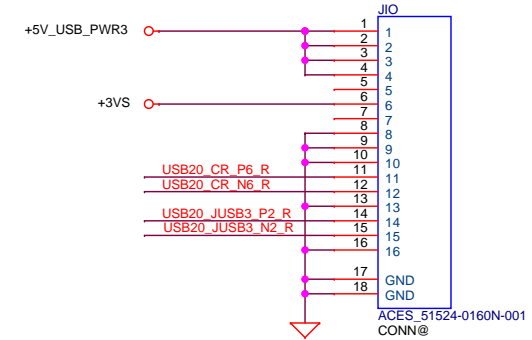 JIO
+5V_USB_PWR3
1 1
2 2
3 3
4 4
5 5
+3VS 6 6
7 7
8 8
9 9
10 10
USB20_CR_P6_R 11 11
USB20_CR_N6_R 12 12
13 13
USB20_JUSB3_P2_R 14 14
USB20_JUSB3_N2_R 15 15
16 16
17 GND
18 GND
ACES_51524-0160N-001
CONN@